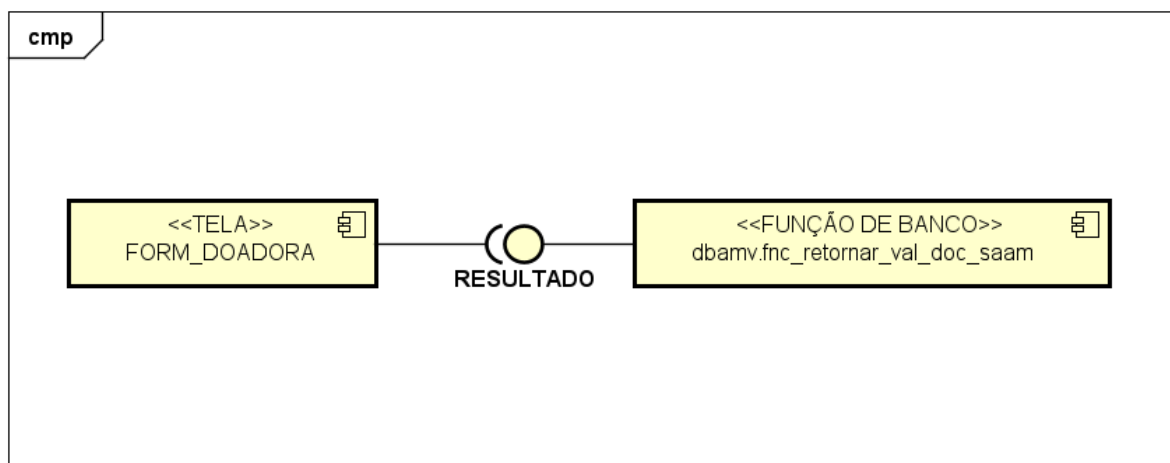 cmp
<<TELA>>
FORM_DOADORA
RESULTADO
<<FUNÇÃO DE BANCO>>
dbamv.fnc_retornar_val_doc_saam